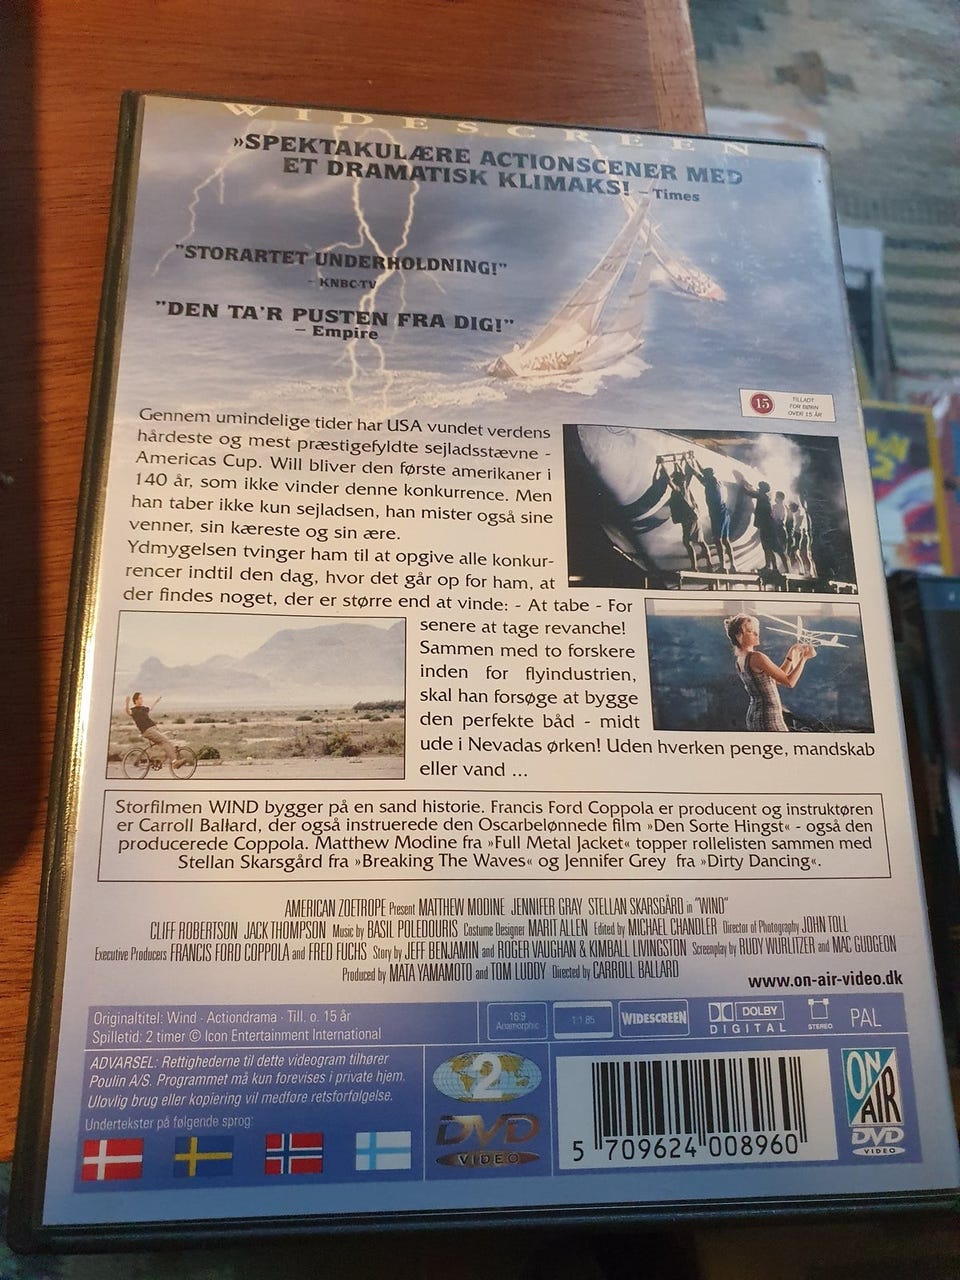 WIDESCREEN
»SPEKTAKULÆRE ACTIONSCENER MED
ET DRAMATISK KLIMAKS! – Times
"STORARTET UNDERHOLDNING!"
- KNBC-TV
"DEN TA'R PUSTEN FRA DIG!"
– Empire
15
TILLADT
FOR BØRN
OVER 15 ÅR
Gennem umindelige tider har USA vundet verdens
hårdeste og mest præstigefyldte sejladsstævne -
Americas Cup. Will bliver den første amerikaner i
140 år, som ikke vinder denne konkurrence. Men
han taber ikke kun sejladsen, han mister også sine
venner, sin kæreste og sin ære.
Ydmygelsen tvinger ham til at opgive alle konkur-
rencer indtil den dag, hvor det går op for ham, at
der findes noget, der er større end at vinde: - At tabe - For
senere at tage revanche!
Sammen med to forskere
inden for flyindustrien,
skal han forsøge at bygge
den perfekte båd - midt
ude i Nevadas ørken! Uden hverken penge, mandskab
eller vand ...
Storfilmen WIND bygger på en sand historie. Francis Ford Coppola er producent og instruktøren
er Carroll Ballard, der også instruerede den Oscarbelønnede film »Den Sorte Hingst« - også den
producerede Coppola. Matthew Modine fra »Full Metal Jacket« topper rollelisten sammen med
Stellan Skarsgård fra »Breaking The Waves« og Jennifer Grey fra »Dirty Dancing«.
AMERICAN ZOETROPE Present MATTHEW MODINE JENNIFER GRAY STELLAN SKARSGÅRD in "WIND"
CLIFF ROBERTSON JACK THOMPSON Music by BASIL POLEDOURIS Costume Designer MARIT ALLEN Edited by MICHAEL CHANDLER Director of Photography JOHN TOLL
Executive Producers FRANCIS FORD COPPOLA and FRED FUCHS Story by JEFF BENJAMIN and ROGER VAUGHAN & KIMBALL LIVINGSTON Screenplay by RUDY WURLITZER and MAC GUDGEON
Produced by MATA YAMAMOTO and TOM LUDDY Directed by CARROLL BALLARD
www.on-air-video.dk
Originaltitel: Wind - Actiondrama - Till. o. 15 år
Spilletid: 2 timer © Icon Entertainment International
16:9
Anamorphic
1:1.85
WIDESCREEN
DOLBY
DIGITAL
STEREO
PAL
ADVARSEL: Rettighederne til dette videogram tilhører
Poulin A/S. Programmet må kun forevises i private hjem.
Ulovlig brug eller kopiering vil medføre retsforfølgelse.
Undertekster på følgende sprog:
2
DVD
VIDEO
5 709624 008960
ON
AIR
DVD
VIDEO